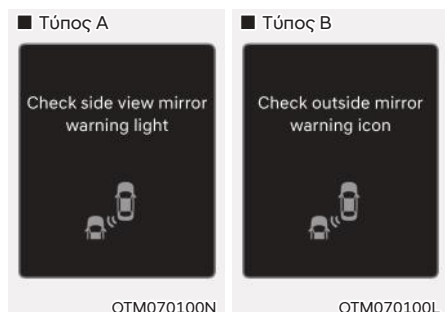 ■ Τύπος A
Check side view mirror
warning light
OTM070100N
■ Τύπος B
Check outside mirror
warning icon
OTM070100L